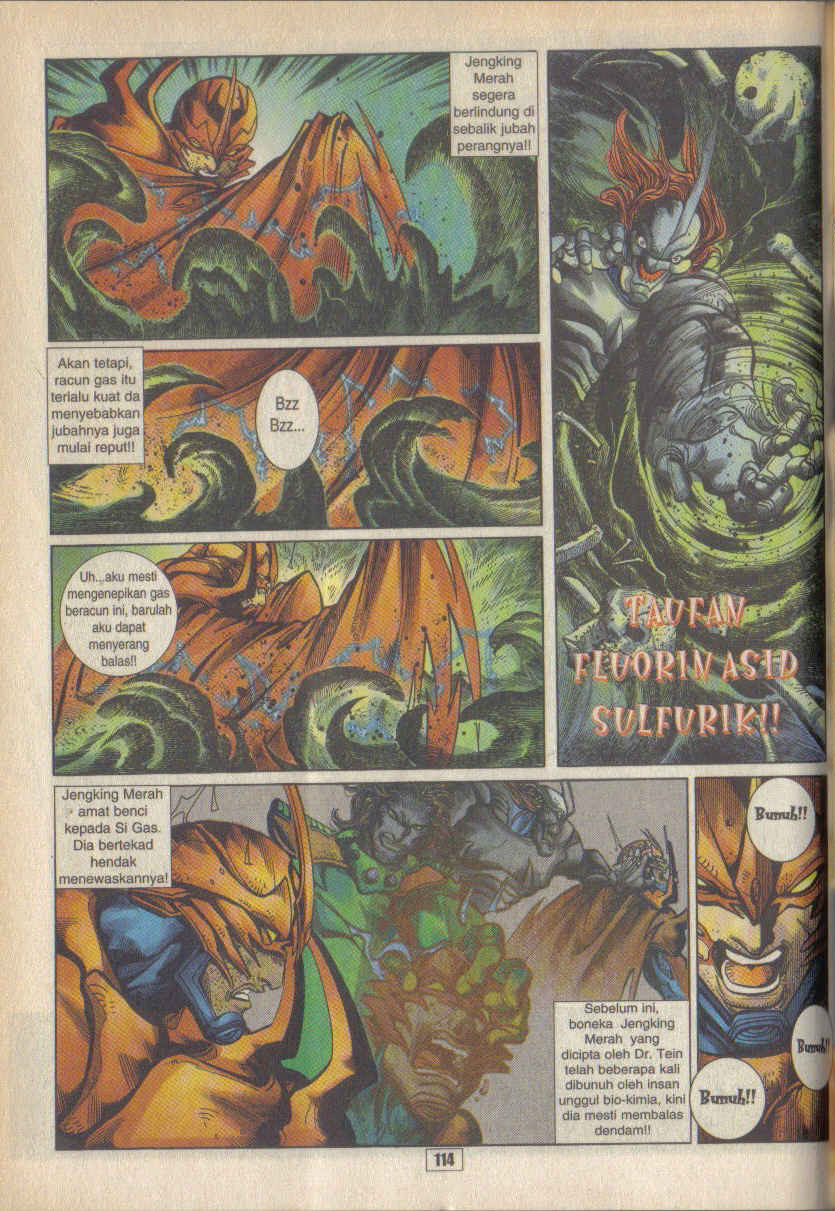 Jengking
Merah
segera
berlindung di
sebalik jubah
perangnya!!
Akan tetapi,
racun gas itu
terlalu kuat da
menyebabkan
jubahnya juga
mulai reput!!
Bzz
Bzz...
Uh...aku mesti
mengenepikan gas
beracun ini, barulah
aku dapat
menyerang
balas!!
TAUFAN
FLUORIN ASID
SULFURIK!!
Jengking Merah
amat benci
kepada Si Gas.
Dia bertekad
hendak
menewaskannya!
Sebelum ini,
boneka Jengking
Merah yang
dicipta oleh Dr. Tein
telah beberapa kali
dibunuh oleh insan
unggul bio-kimia, kini
dia mesti membalas
dendam!!
Bunuh!!
Bunuh!!
Bunuh!!
114